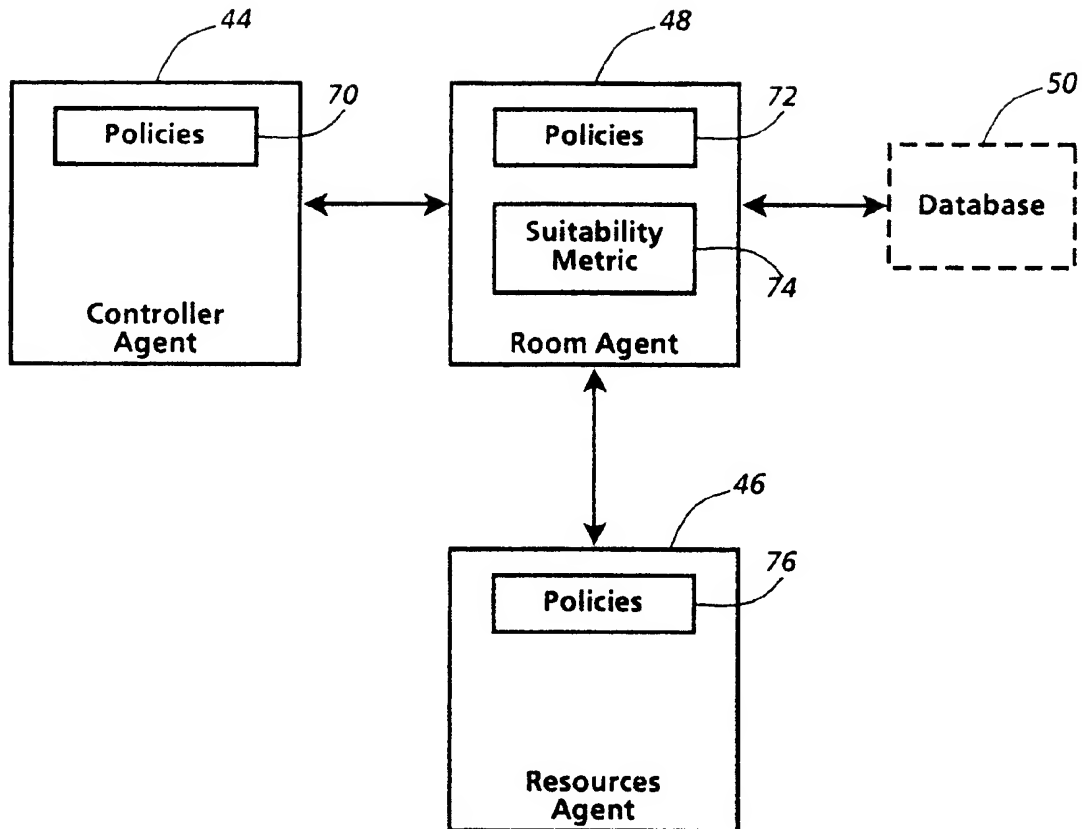 44
48
50
70
72
Policies
Policies
Database
Suitability
Metric
74
Controller
Agent
Room Agent
46
76
Policies
Resources
Agent